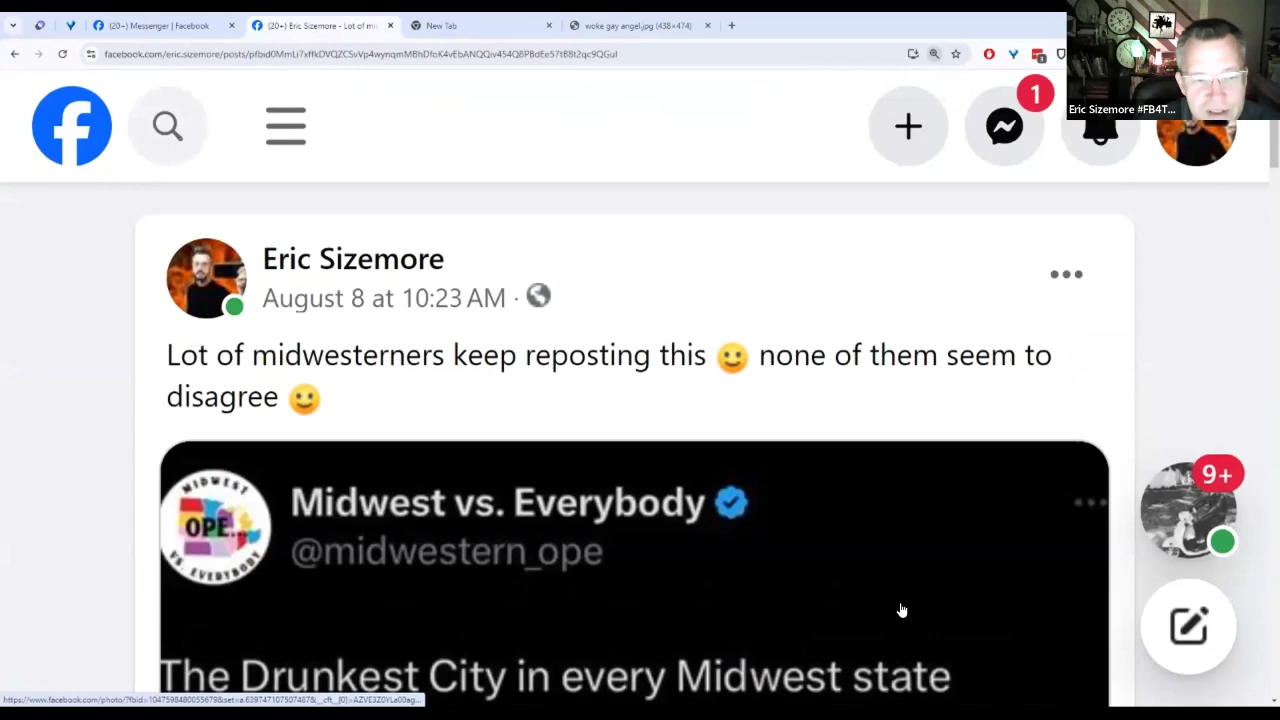 (20+) Messenger | Facebook
(20+) Eric Sizemore - Lot of mi
New Tab
woke gay angel.jpg (438×474)
Eric Sizemore #FB4T...
1
Eric Sizemore
August 8 at 10:23 AM ·
Lot of midwesterners keep reposting this 🙂 none of them seem to
disagree 🙂
MIDWEST
OPE...
VS. EVERYBODY
Midwest vs. Everybody
@midwestern_ope
9+
The Drunkest City in every Midwest state